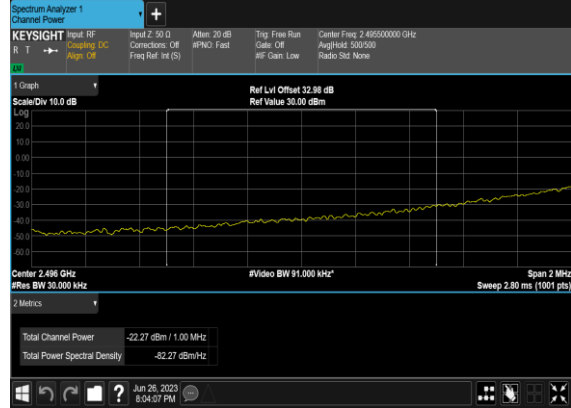 Spectrum Analyzer 1
Channel Power
+
KEYSIGHT Input: RF Input Z: 50 Ω Atten: 20 dB Trig: Free Run Center Freq: 2.495500000 GHz
R T Coupling: DC Corrections: Off #PNO: Fast Gate: Off Avg|Hold: 500/500
Align: Off Freq Ref: Int (S) #IF Gain: Low Radio Std: None
1 Graph
Ref Lvl Offset 32.98 dB
Scale/Div 10.0 dB Ref Value 30.00 dBm
Log
20.0
10.0
0.00
-10.0
-20.0
-30.0
-40.0
-50.0
-60.0
Center 2.496 GHz #Video BW 91.000 kHz* Span 2 MHz
#Res BW 30.000 kHz Sweep 2.80 ms (1001 pts)
2 Metrics
Total Channel Power -22.27 dBm / 1.00 MHz
Total Power Spectral Density -82.27 dBm/Hz
? Jun 26, 2023
8:04:07 PM